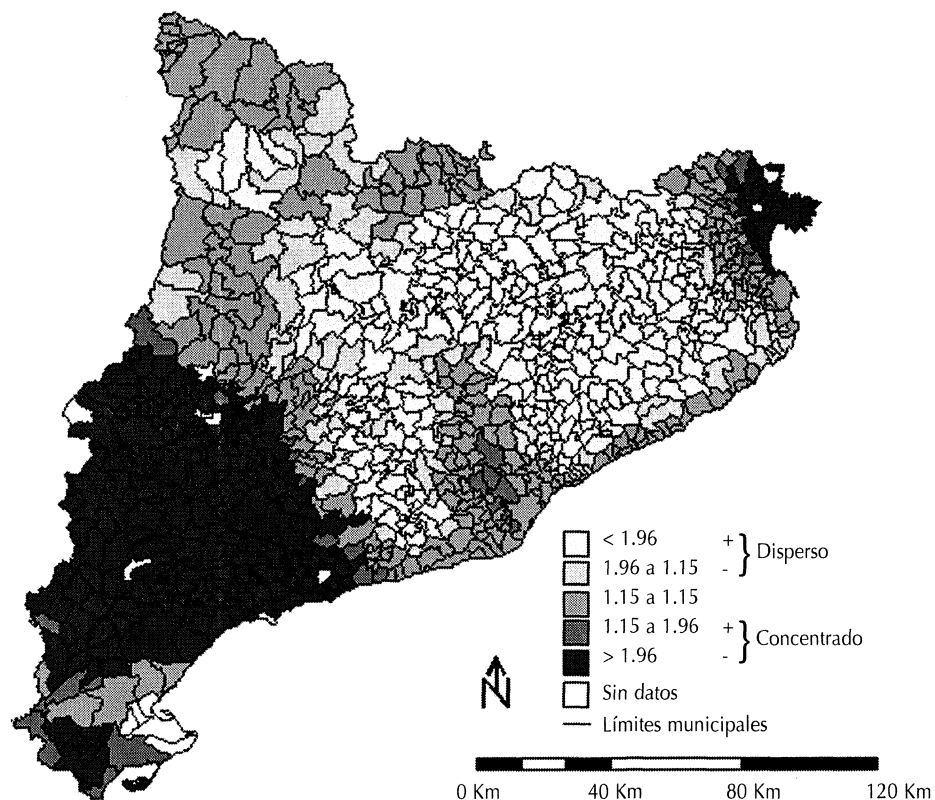 < 1.96 + } Disperso
1.96 a 1.15 -
1.15 a 1.15
1.15 a 1.96 + } Concentrado
> 1.96 -
Sin datos
Límites municipales
N
0 Km 40 Km 80 Km 120 Km